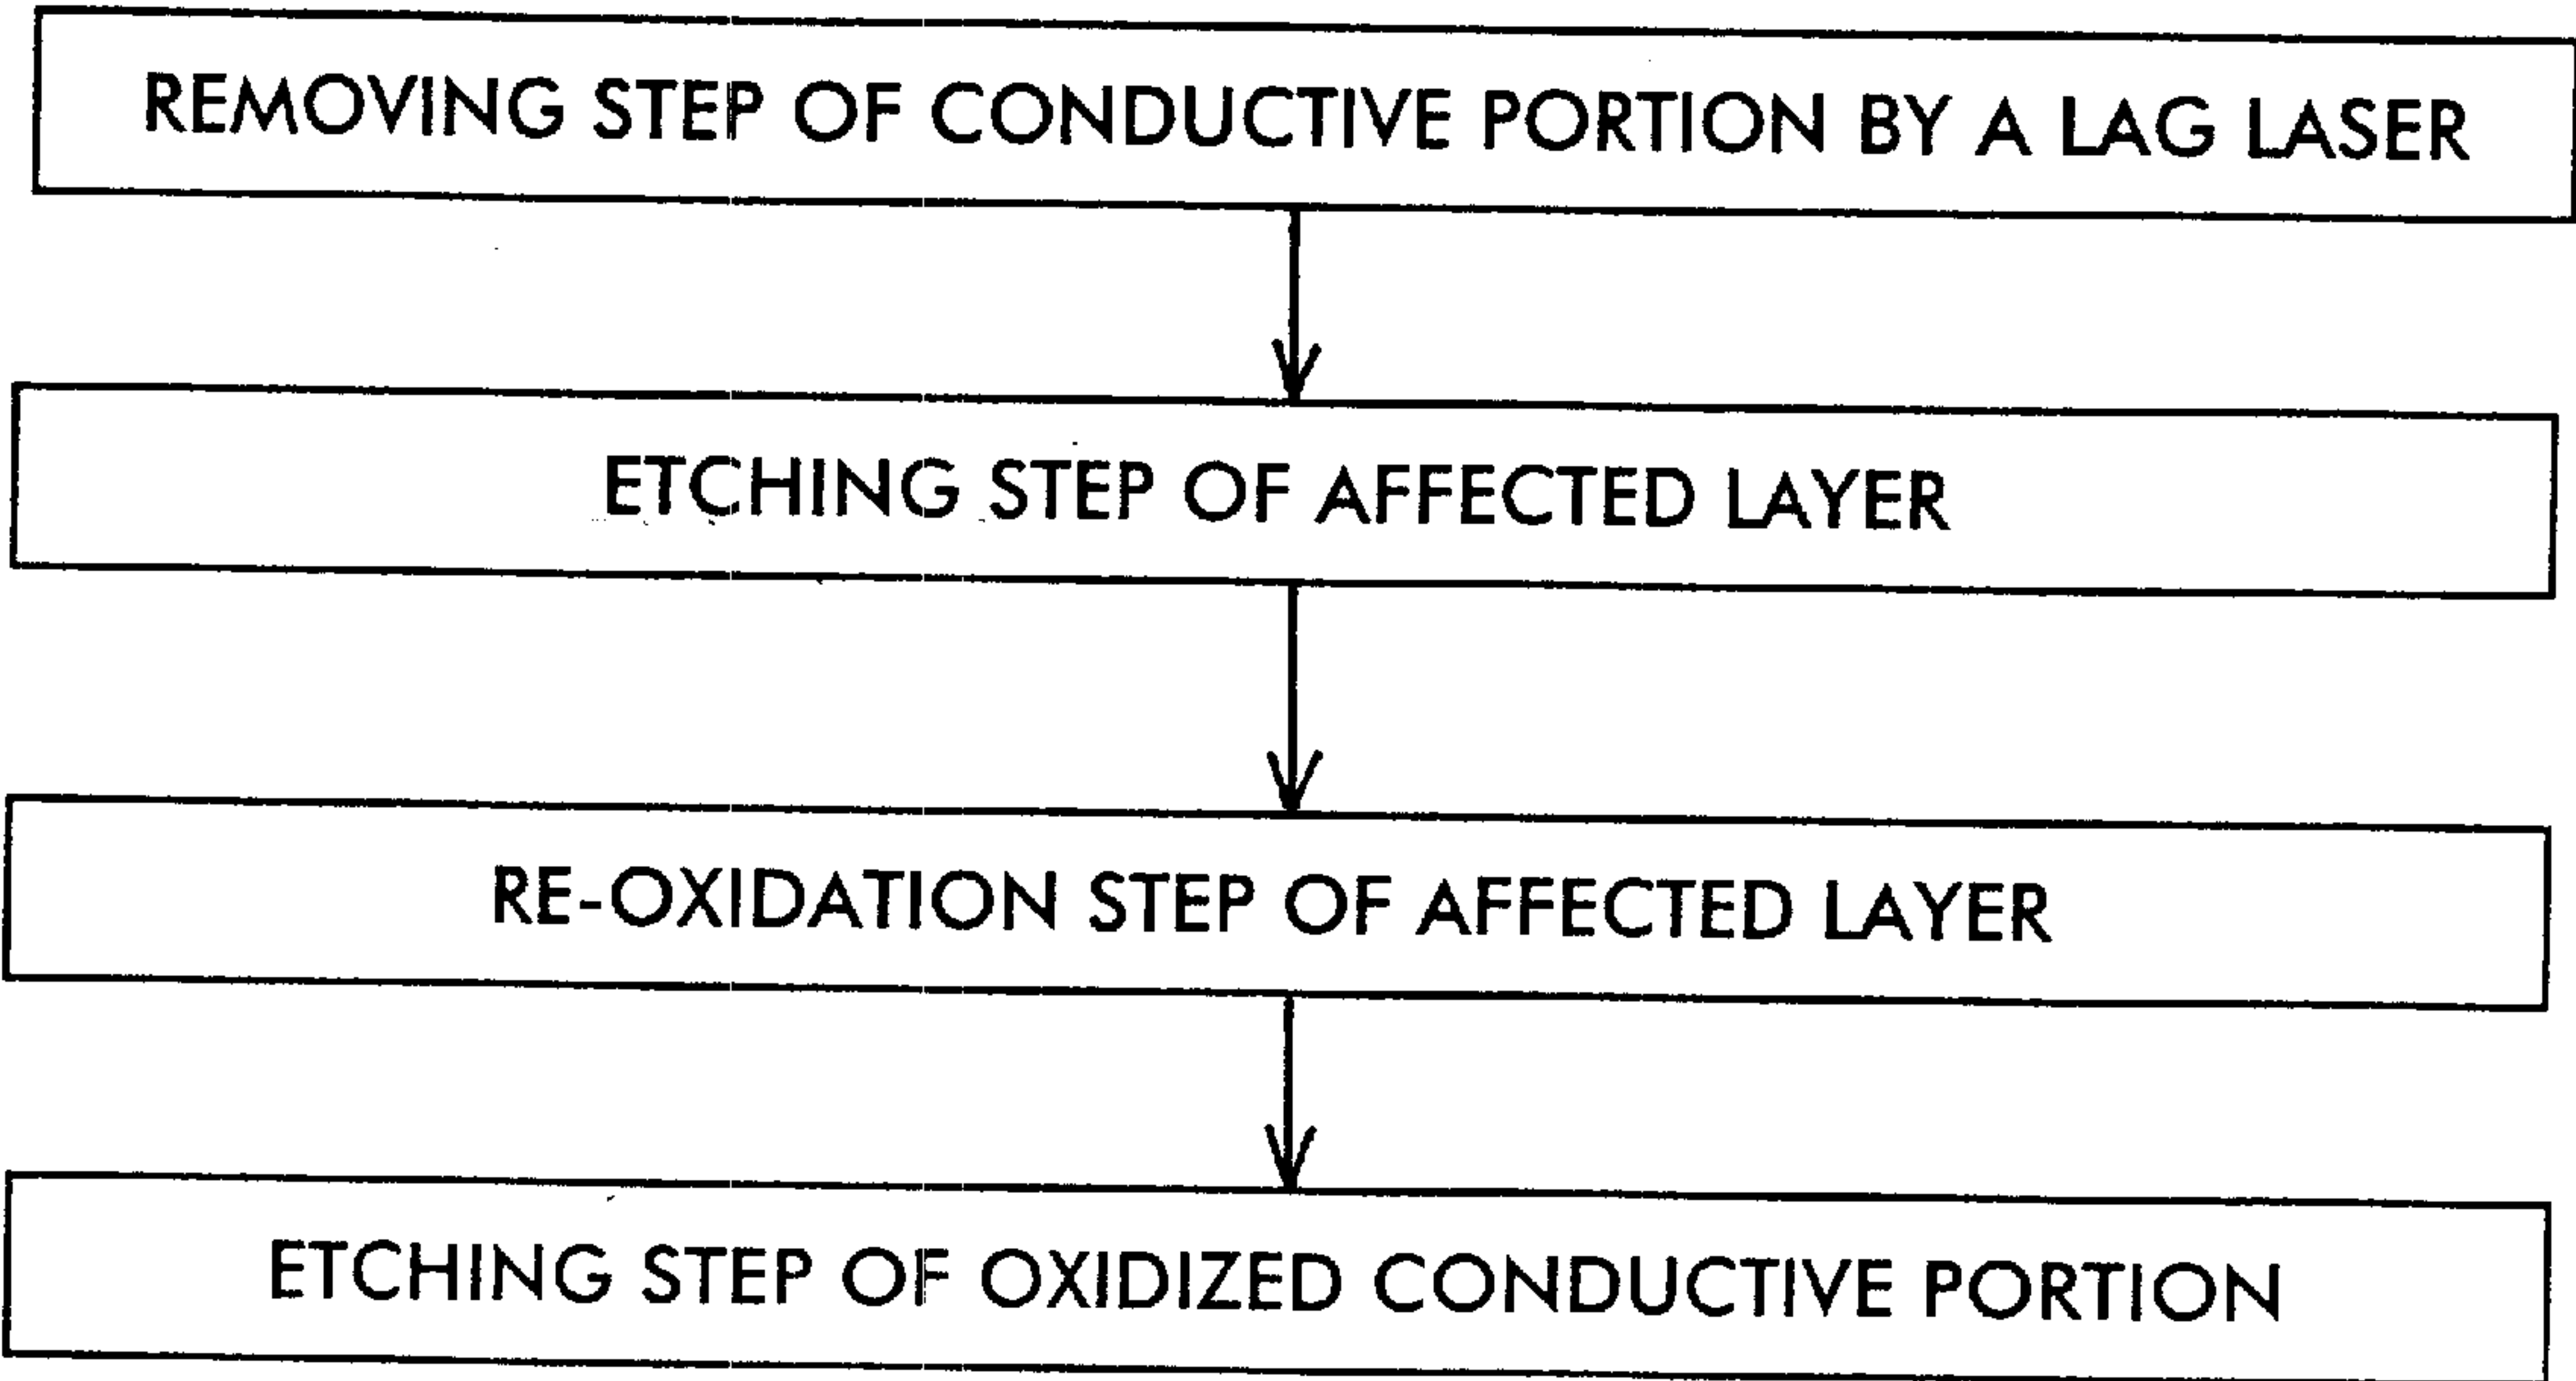 REMOVING STEP OF CONDUCTIVE PORTION BY A LAG LASER
ETCHING STEP OF AFFECTED LAYER
RE-OXIDATION STEP OF AFFECTED LAYER
ETCHING STEP OF OXIDIZED CONDUCTIVE PORTION